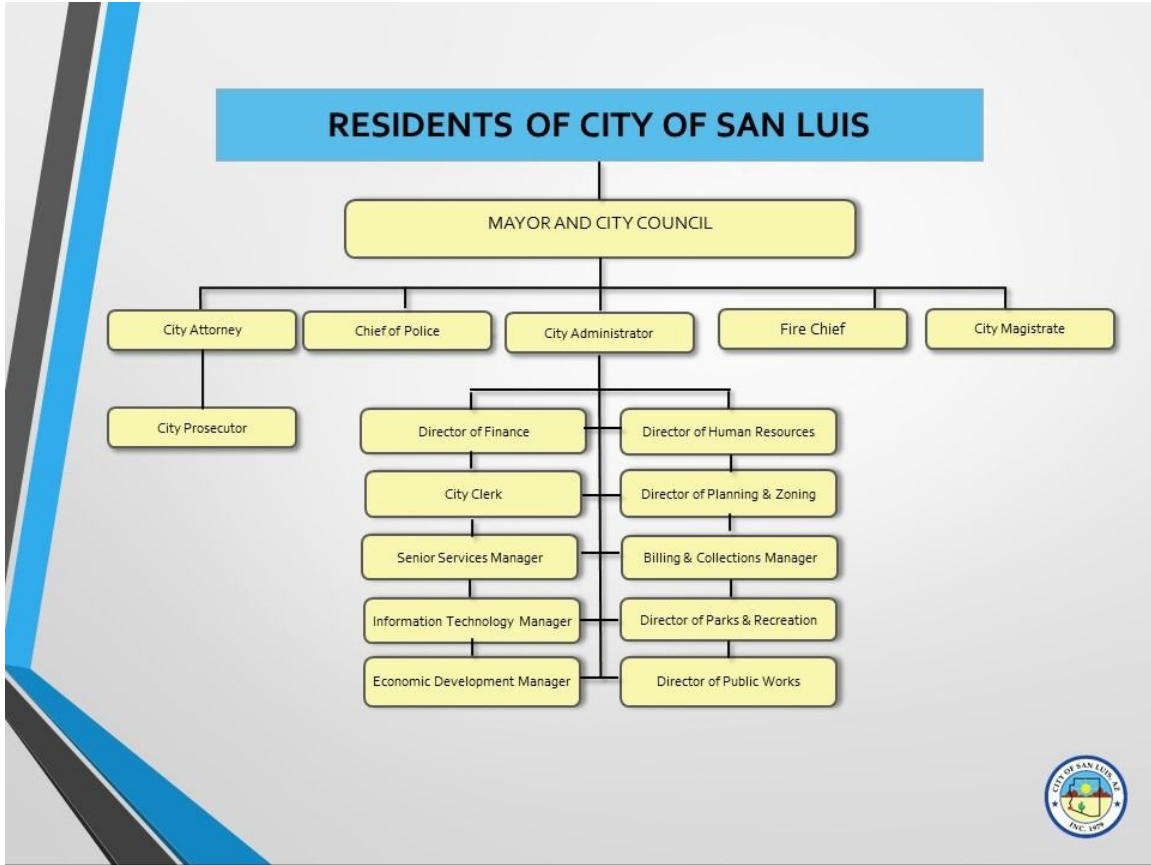 RESIDENTS OF CITY OF SAN LUIS
MAYOR AND CITY COUNCIL
City Attorney
Chief of Police
City Administrator
Fire Chief
City Magistrate
City Prosecutor
Director of Finance
Director of Human Resources
City Clerk
Director of Planning & Zoning
Senior Services Manager
Billing & Collections Manager
Information Technology Manager
Director of Parks & Recreation
Economic Development Manager
Director of Public Works
CITY OF SAN LUIS, AZ
INC. 1979